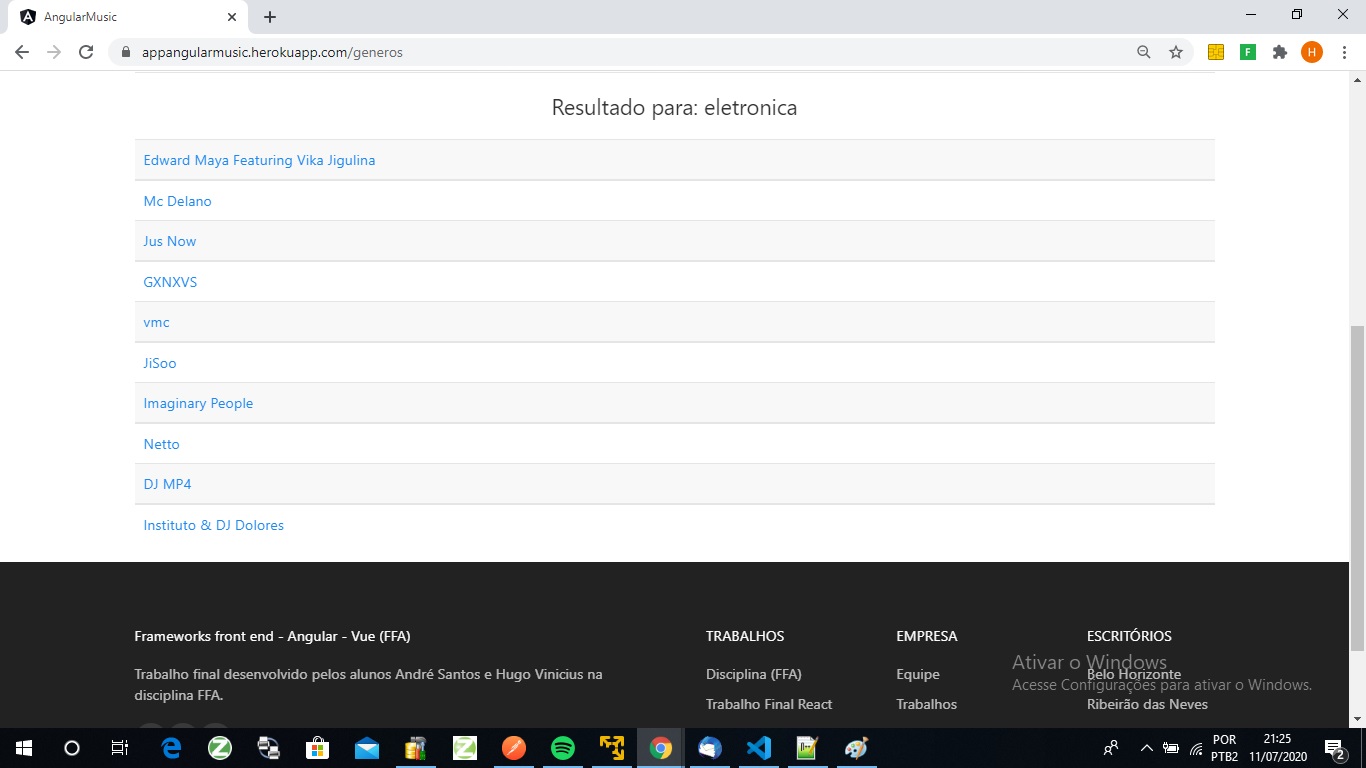 AngularMusic
appangularmusic.herokuapp.com/generos
F
H
Resultado para: eletronica
Edward Maya Featuring Vika Jigulina
Mc Delano
Jus Now
GXNXVS
vmc
JiSoo
Imaginary People
Netto
DJ MP4
Instituto & DJ Dolores
Frameworks front end - Angular - Vue (FFA)
Trabalho final desenvolvido pelos alunos André Santos e Hugo Vinicius na
disciplina FFA.
TRABALHOS
Disciplina (FFA)
Trabalho Final React
EMPRESA
Equipe
Trabalhos
ESCRITÓRIOS
Belo Horizonte
Ribeirão das Neves
Ativar o Windows
Acesse Configurações para ativar o Windows.
POR
PTB2
21:25
11/07/2020
2